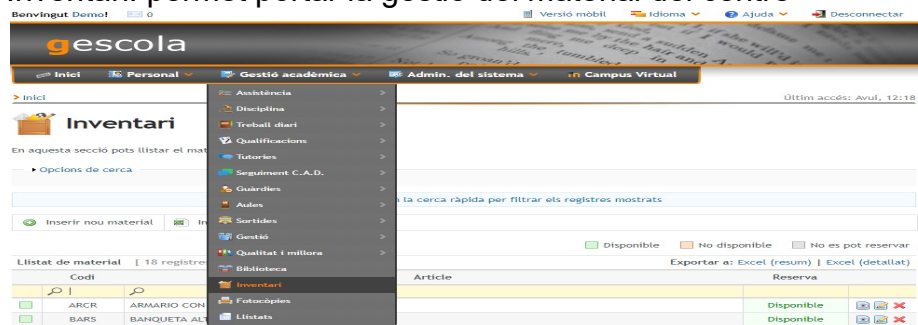 Inventari permet portar la gestió del material del centre
Benvingut Demo! 0 Versió mòbil Idioma Ajuda Desconnectar
gescola
Inici Personal Gestió acadèmica Admin. del sistema Campus Virtual
> Inici Últim accés: Avui, 12:18
Assistència >
Disciplina >
Inventari
Treball diari >
Qualificacions >
En aquesta secció pots llistar el mat
Tutories >
Opcions de cerca
Seguiment C.A.D. >
Guàrdies >
Aules >
la cerca ràpida per filtrar els registres mostrats
Inserir nou material In
Sortides >
Gestió >
Disponible No disponible No es pot reservar
Qualitat i millora >
Llistat de material [ 18 registre Exportar a: Excel (resum) | Excel (detallat)
Biblioteca
Codi Article Reserva
Inventari
Fotocòpies
ARCR ARMARIO CON Disponible
Llistats
BARS BANQUETA ALT Disponible